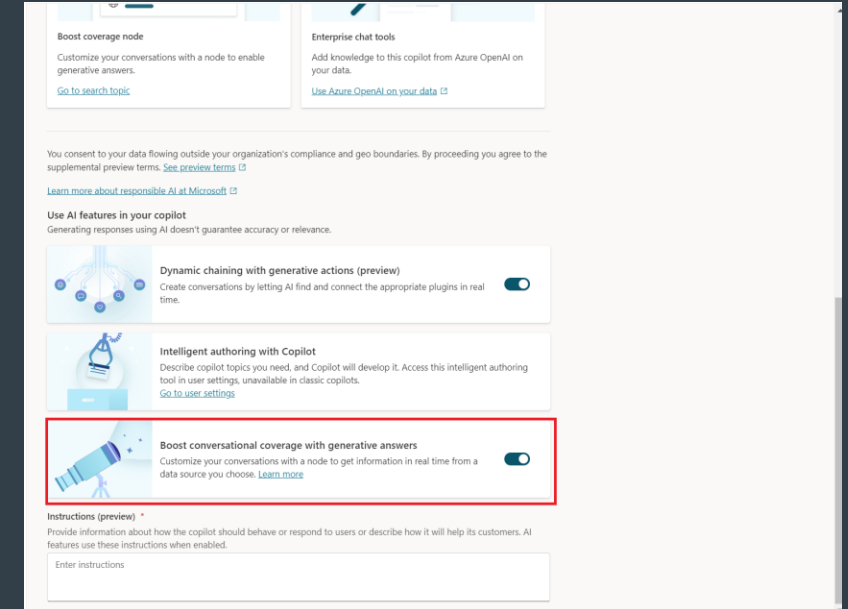 Boost coverage node
Customize your conversations with a node to enable
generative answers.
Go to search topic
Enterprise chat tools
Add knowledge to this copilot from Azure OpenAI on
your data.
Use Azure OpenAI on your data
You consent to your data flowing outside your organization's compliance and geo boundaries. By proceeding you agree to the
supplemental preview terms. See preview terms
Learn more about responsible AI at Microsoft
Use AI features in your copilot
Generating responses using AI doesn't guarantee accuracy or relevance.
Dynamic chaining with generative actions (preview)
Create conversations by letting AI find and connect the appropriate plugins in real
time.
Intelligent authoring with Copilot
Describe copilot topics you need, and Copilot will develop it. Access this intelligent authoring
tool in user settings, unavailable in classic copilots.
Go to user settings
Boost conversational coverage with generative answers
Customize your conversations with a node to get information in real time from a
data source you choose. Learn more
Instructions (preview) *
Provide information about how the copilot should behave or respond to users or describe how it will help its customers. AI
features use these instructions when enabled.
Enter instructions